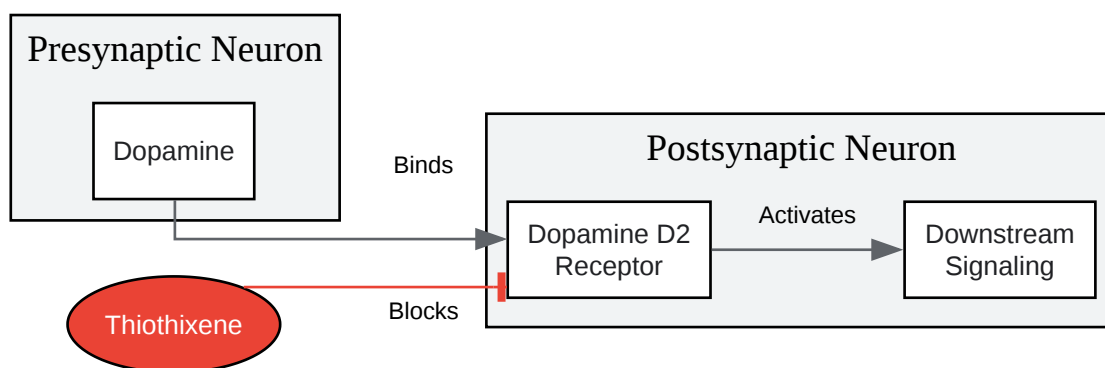 Presynaptic Neuron
Dopamine
Binds
Postsynaptic Neuron
Dopamine D2
Receptor
Activates
Downstream
Signaling
Thiothixene
Blocks